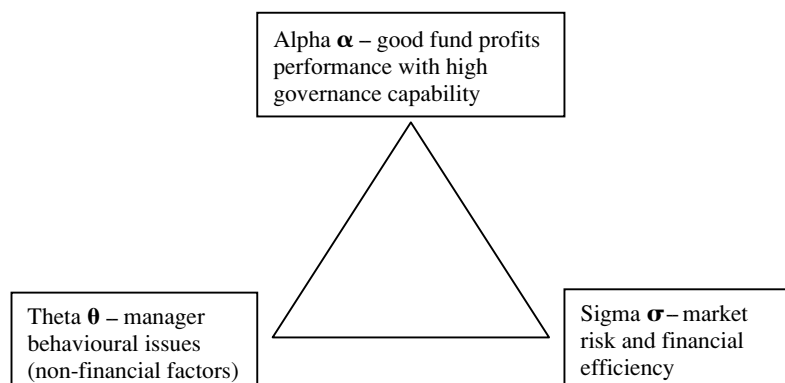 Alpha α – good fund profits
performance with high
governance capability
Theta θ – manager
behavioural issues
(non-financial factors)
Sigma σ – market
risk and financial
efficiency